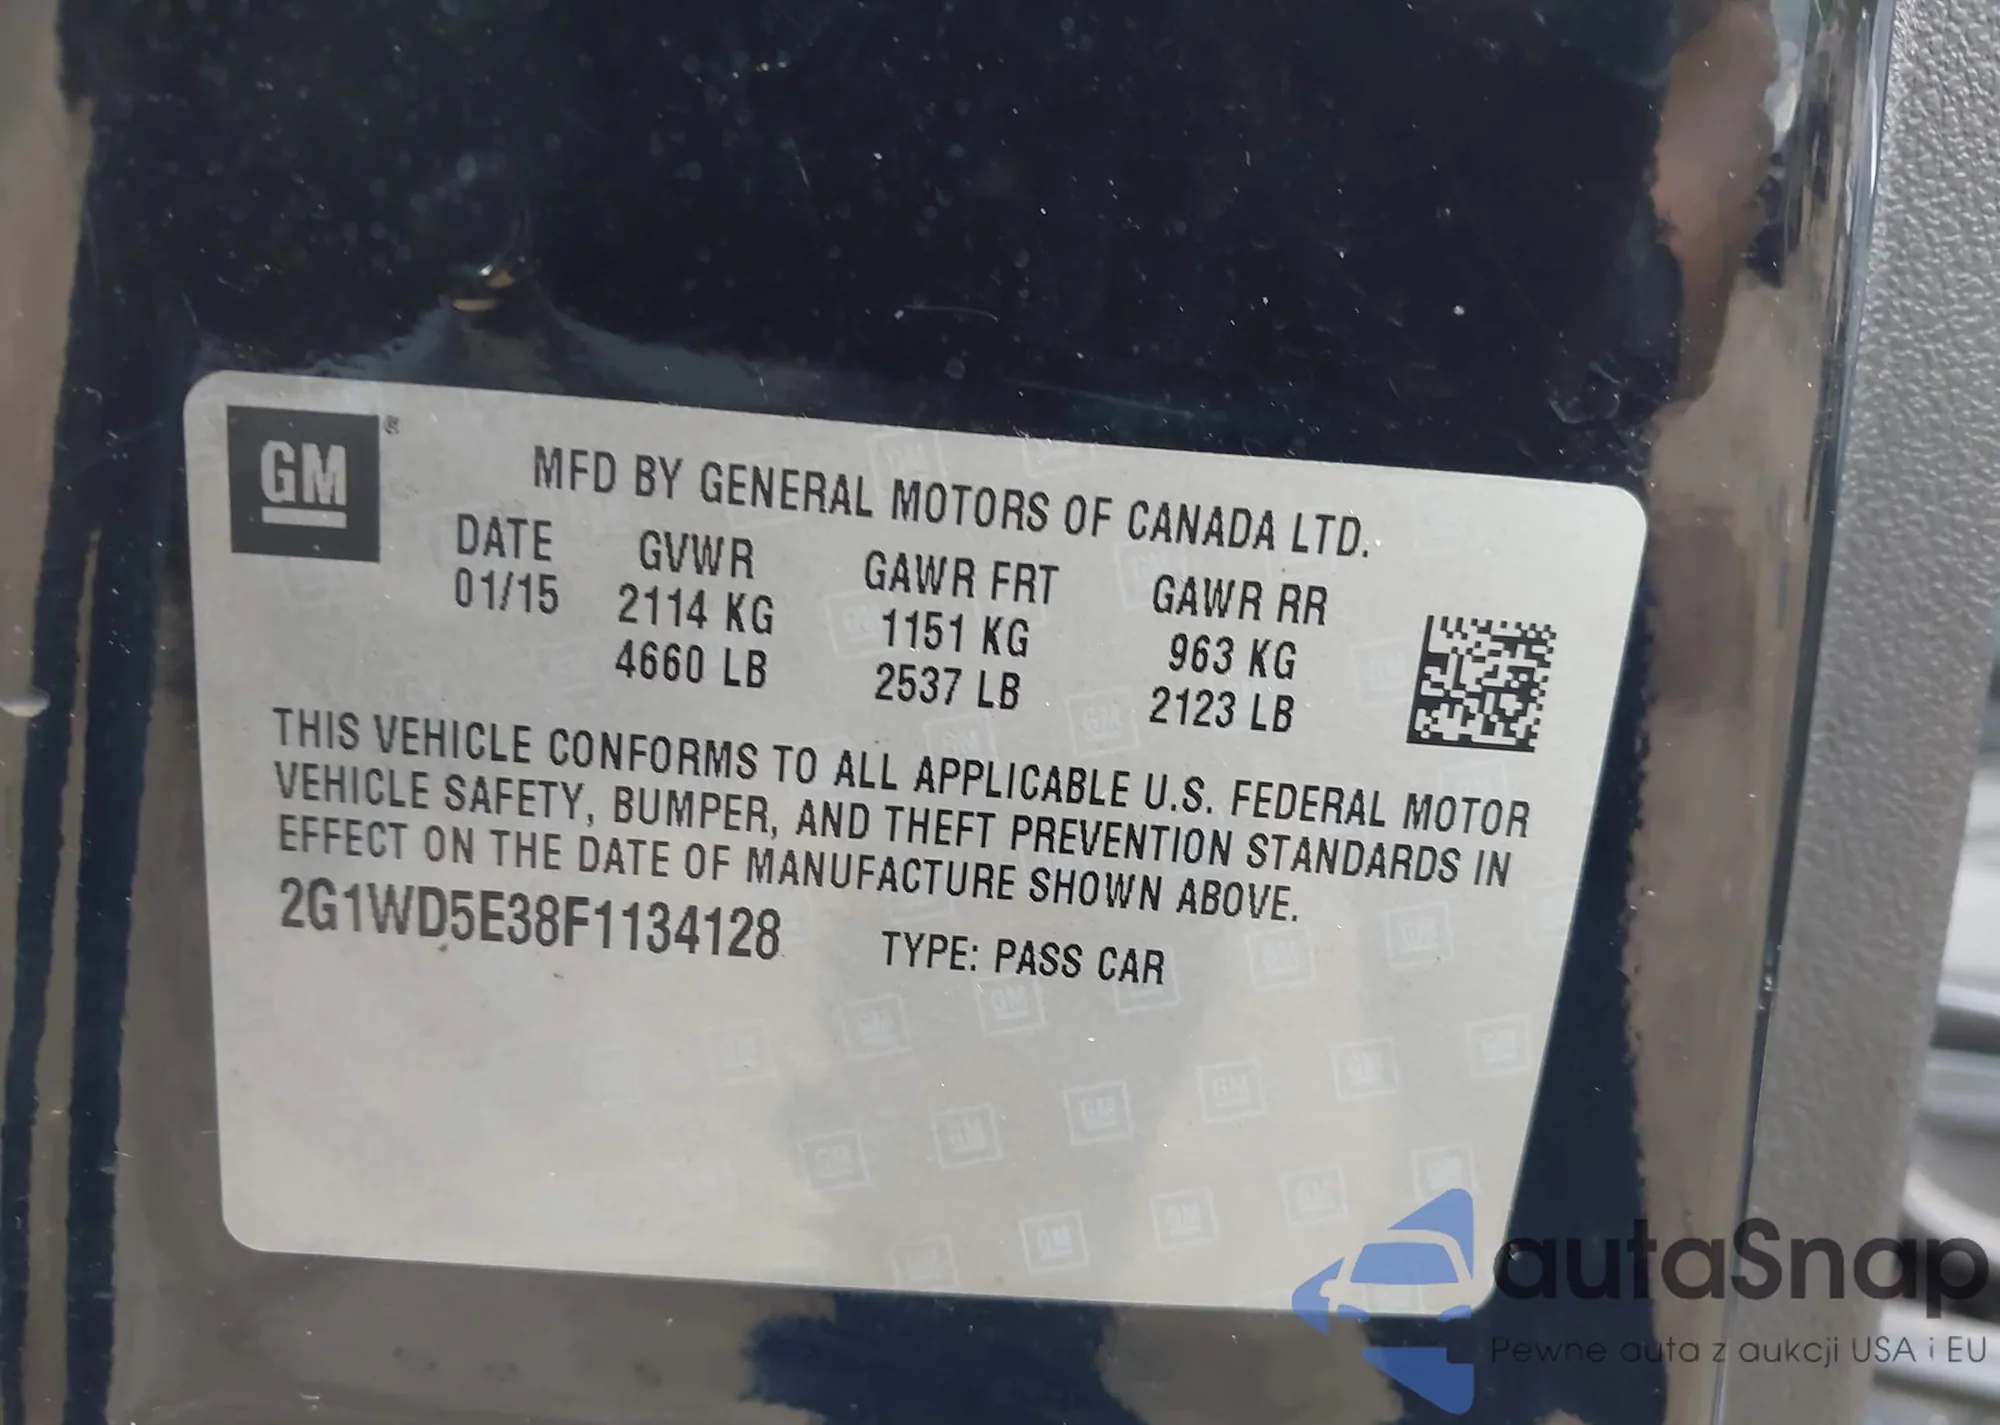 GM
MFD BY GENERAL MOTORS OF CANADA LTD.
DATE GVWR GAWR FRT GAWR RR
01/15 2114 KG 1151 KG 963 KG
4660 LB 2537 LB 2123 LB
THIS VEHICLE CONFORMS TO ALL APPLICABLE U.S. FEDERAL MOTOR
VEHICLE SAFETY, BUMPER, AND THEFT PREVENTION STANDARDS IN
EFFECT ON THE DATE OF MANUFACTURE SHOWN ABOVE.
2G1WD5E38F1134128 TYPE: PASS CAR
autaSnap
Pewne auta z aukcji USA i EU